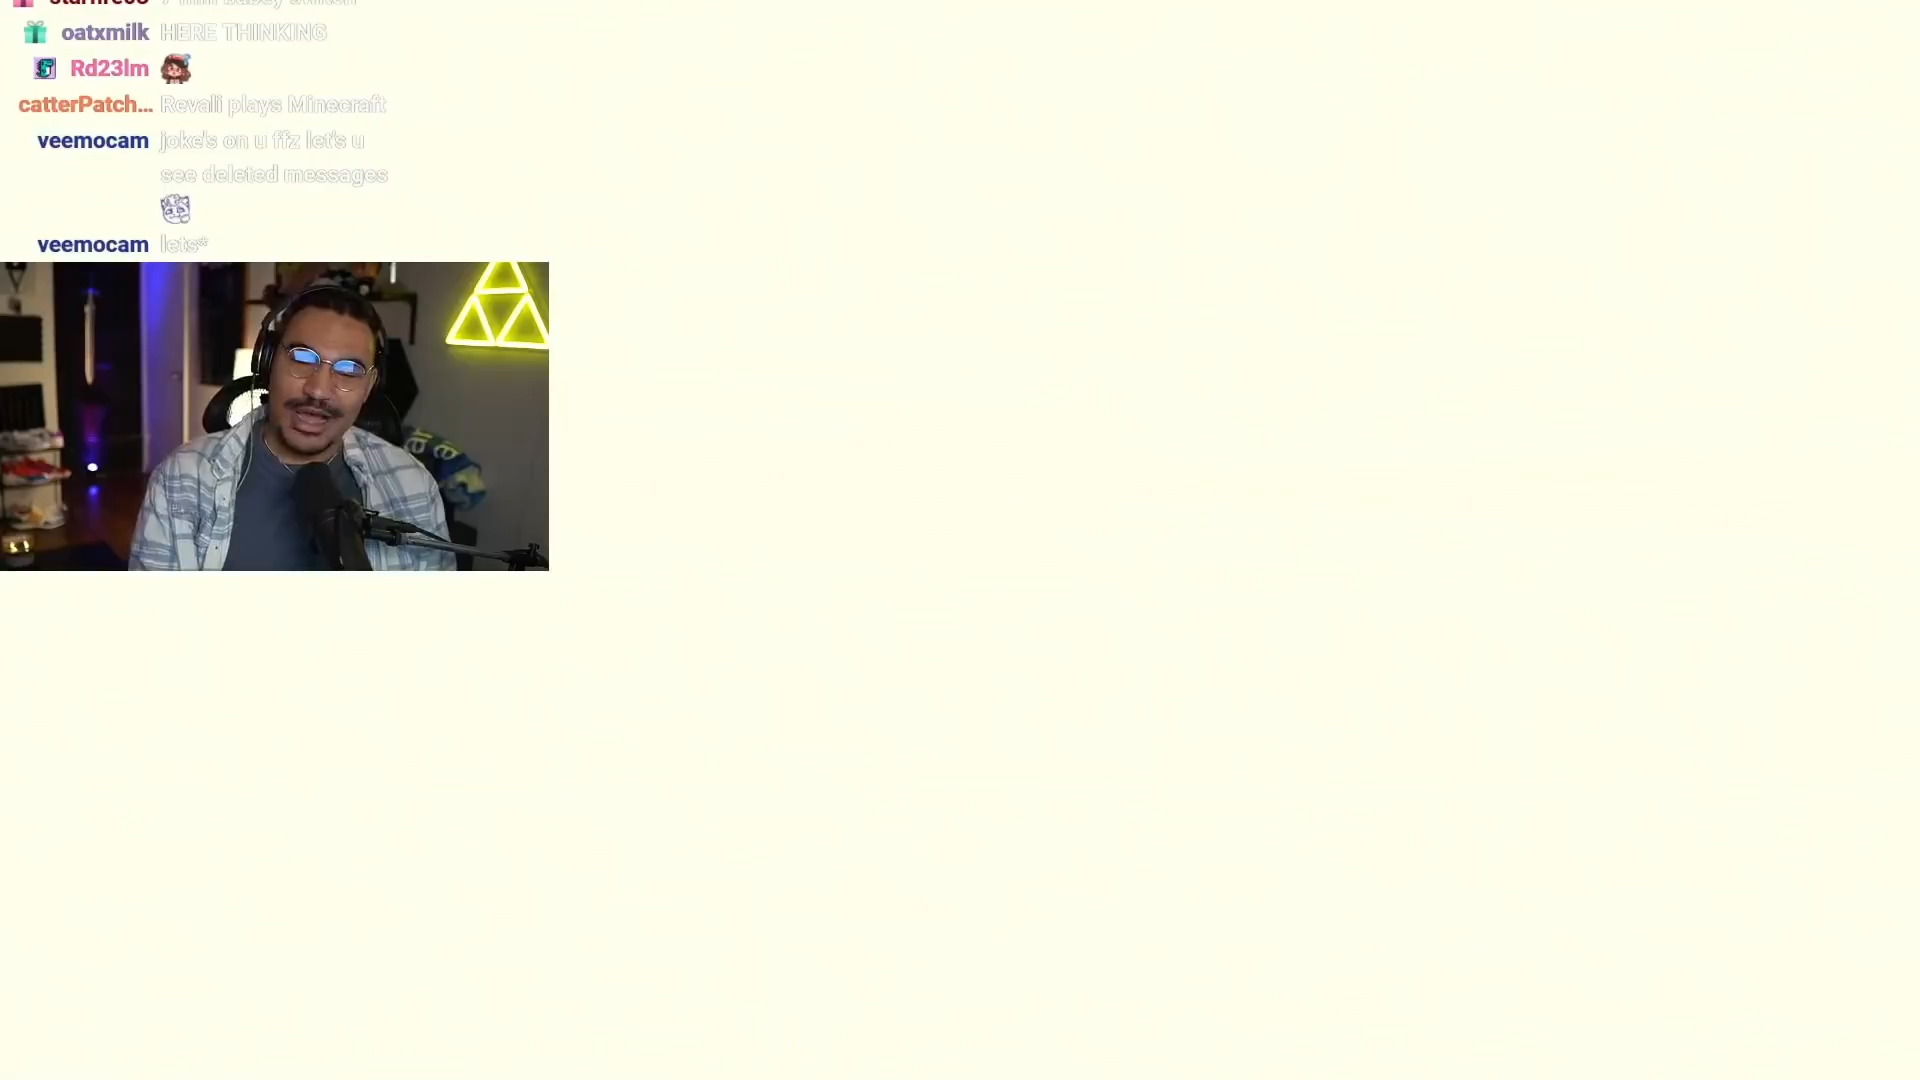 oatxmilk HERE THINKING
Rd23lm
catterPatch... Revali plays Minecraft
veemocam joke's on u ffz let's u
see deleted messages
veemocam lets*